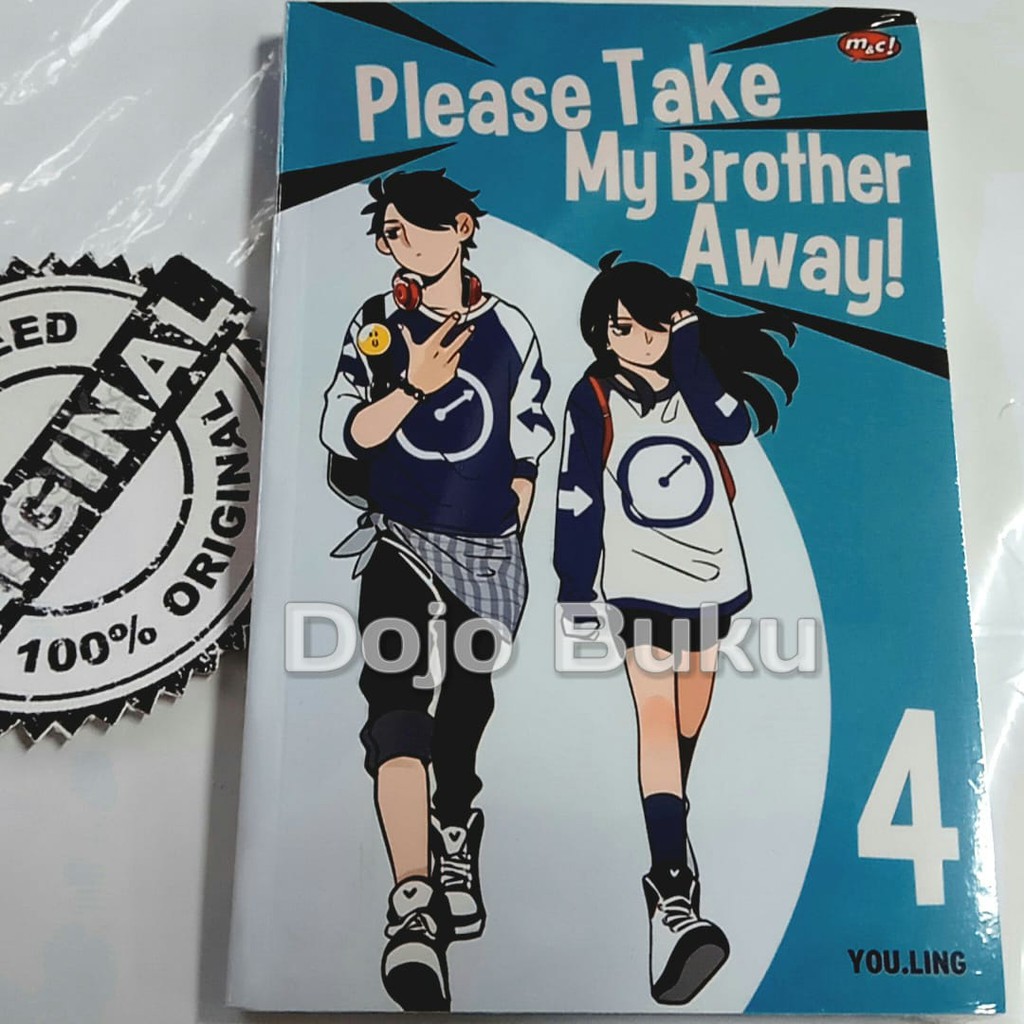 m&c!
Please Take
My Brother
Away!
Dojo Buku
4
YOU.LING
ORIGINAL
100% ORIGINAL